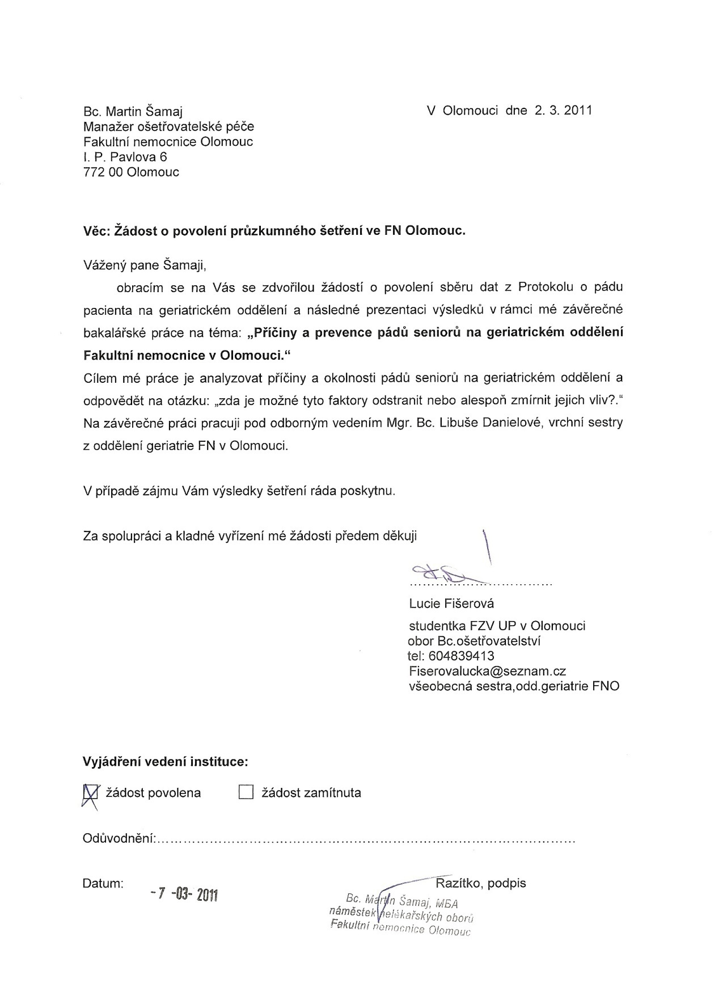 Bc. Martin Šamaj
V Olomouci dne 2. 3. 2011
Manažer ošetřovatelské péče
Fakultní nemocnice Olomouc
I. P. Pavlova 6
772 00 Olomouc
Věc: Žádost o povolení průzkumného šetření ve FN Olomouc.
Vážený pane Šamaji,
obracím se na Vás se zdvořilou žádostí o povolení sběru dat z Protokolu o pádu
pacienta na geriatrickém oddělení a následné prezentaci výsledků v rámci mé závěrečné
bakalářské práce na téma: „Příčiny a prevence pádů seniorů na geriatrickém oddělení
Fakultní nemocnice v Olomouci.“
Cílem mé práce je analyzovat příčiny a okolnosti pádů seniorů na geriatrickém oddělení a
odpovědět na otázku: „zda je možné tyto faktory odstranit nebo alespoň zmírnit jejich vliv?.“
Na závěrečné práci pracuji pod odborným vedením Mgr. Bc. Libuše Danielové, vrchní sestry
z oddělení geriatrie FN v Olomouci.
V případě zájmu Vám výsledky šetření ráda poskytnu.
Za spolupráci a kladné vyřízení mé žádosti předem děkuji
Lucie Fišerová
studentka FZV UP v Olomouci
obor Bc.ošetřovatelství
tel: 604839413
Fiserovalucka@seznam.cz
všeobecná sestra,odd.geriatrie FNO
Vyjádření vedení instituce:
žádost povolena žádost zamítnuta
Odůvodnění:................................................................................................
Datum: -7 -03- 2011
Razítko, podpis
Bc. Martin Šamaj, MBA
náměstek nelékařských oborů
Fakultní nemocnice Olomouc